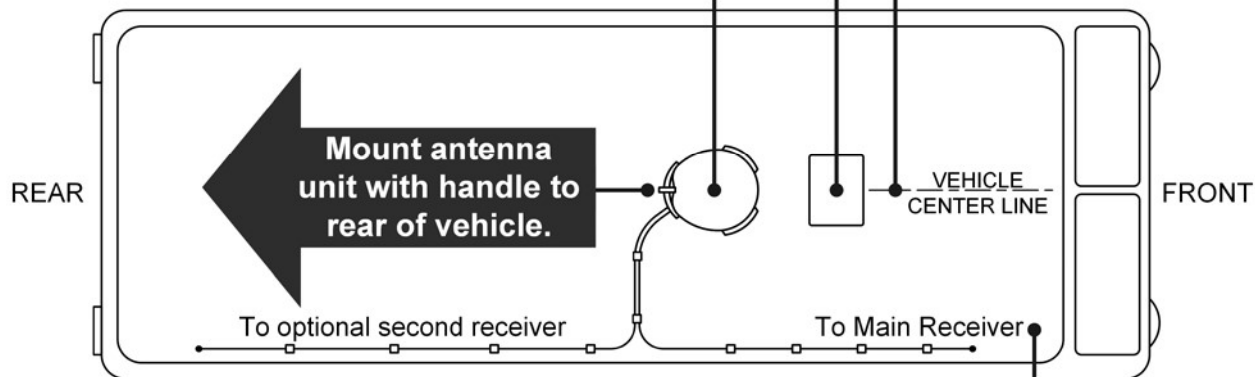 Mount antenna
unit with handle to
rear of vehicle.
REAR
VEHICLE
CENTER LINE
FRONT
To optional second receiver
To Main Receiver